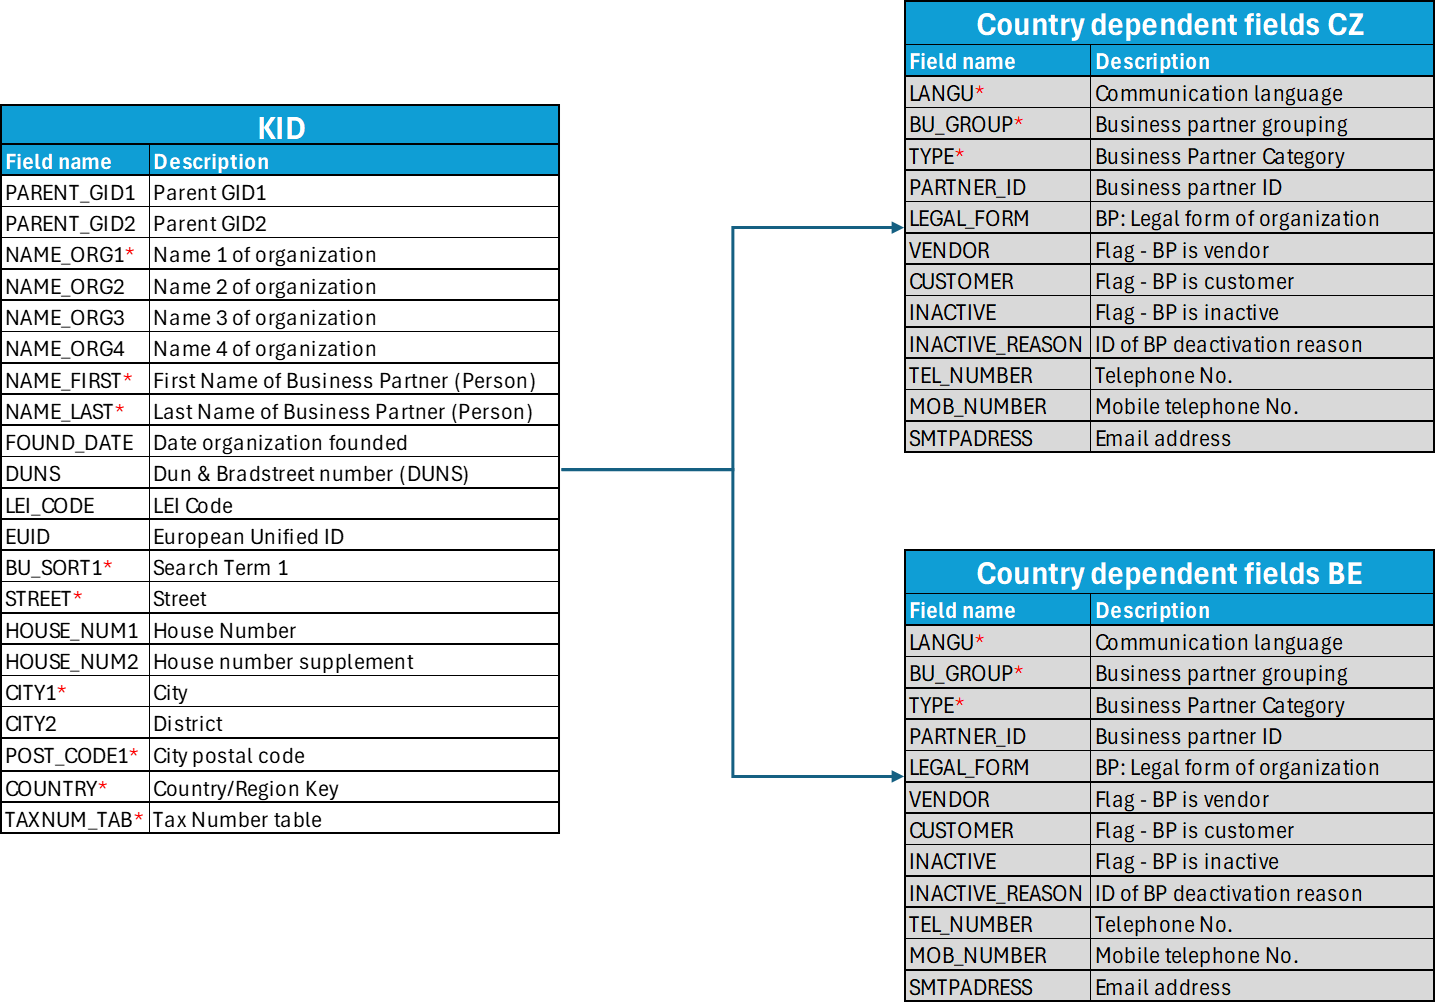 KID
Field name Description
PARENT_GID1 Parent GID1
PARENT_GID2 Parent GID2
NAME_ORG1* Name 1 of organization
NAME_ORG2 Name 2 of organization
NAME_ORG3 Name 3 of organization
NAME_ORG4 Name 4 of organization
NAME_FIRST* First Name of Business Partner (Person)
NAME_LAST* Last Name of Business Partner (Person)
FOUND_DATE Date organization founded
DUNS Dun & Bradstreet number (DUNS)
LEI_CODE LEI Code
EUID European Unified ID
BU_SORT1* Search Term 1
STREET* Street
HOUSE_NUM1 House Number
HOUSE_NUM2 House number supplement
CITY1* City
CITY2 District
POST_CODE1* City postal code
COUNTRY* Country/Region Key
TAXNUM_TAB* Tax Number table
Country dependent fields CZ
Field name Description
LANGU* Communication language
BU_GROUP* Business partner grouping
TYPE* Business Partner Category
PARTNER_ID Business partner ID
LEGAL_FORM BP: Legal form of organization
VENDOR Flag - BP is vendor
CUSTOMER Flag - BP is customer
INACTIVE Flag - BP is inactive
INACTIVE_REASON ID of BP deactivation reason
TEL_NUMBER Telephone No.
MOB_NUMBER Mobile telephone No.
SMTPADRESS Email address
Country dependent fields BE
Field name Description
LANGU* Communication language
BU_GROUP* Business partner grouping
TYPE* Business Partner Category
PARTNER_ID Business partner ID
LEGAL_FORM BP: Legal form of organization
VENDOR Flag - BP is vendor
CUSTOMER Flag - BP is customer
INACTIVE Flag - BP is inactive
INACTIVE_REASON ID of BP deactivation reason
TEL_NUMBER Telephone No.
MOB_NUMBER Mobile telephone No.
SMTPADRESS Email address